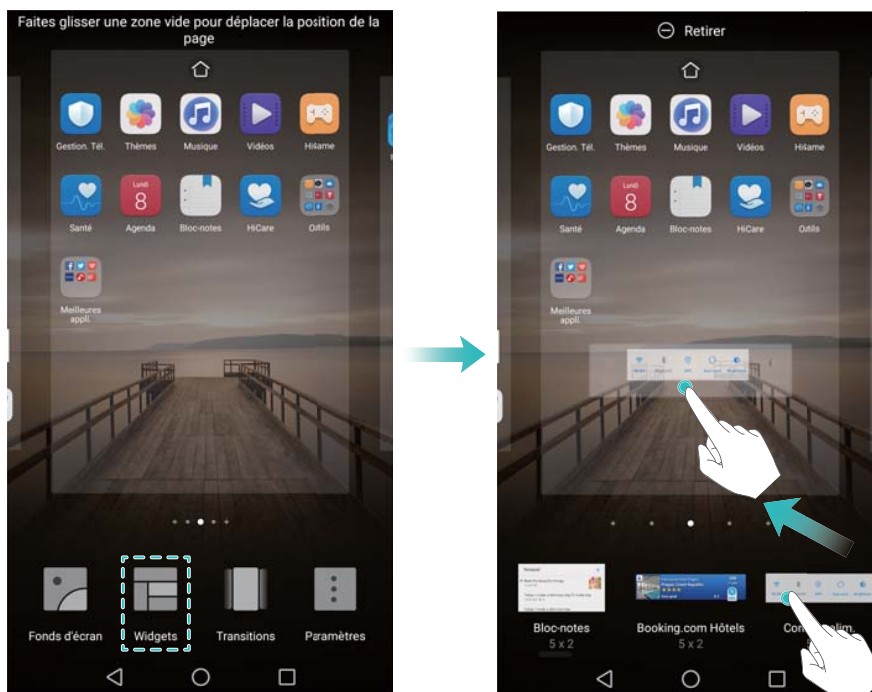 Faites glisser une zone vide pour déplacer la position de la
page
Gestion. Tél.
Thèmes
Musique
Vidéos
HiGame
Santé
Lundi
8
Agenda
Bloc-notes
HiCare
Outils
Meilleures
appli.
Fonds d'écran
Widgets
Transitions
Paramètres
Retirer
Gestion. Tél.
Thèmes
Musique
Vidéos
HiGame
Santé
Lundi
8
Agenda
Bloc-notes
HiCare
Outils
Meilleures
appli.
Bloc-notes
5 x 2
Booking.com Hôtels
5 x 2